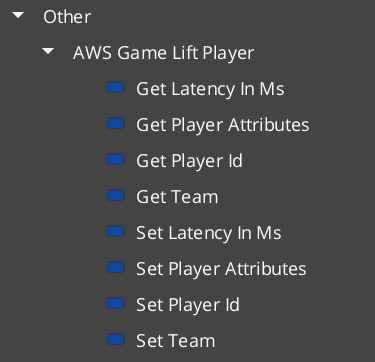 Other
AWS Game Lift Player
Get Latency In Ms
Get Player Attributes
Get Player Id
Get Team
Set Latency In Ms
Set Player Attributes
Set Player Id
Set Team